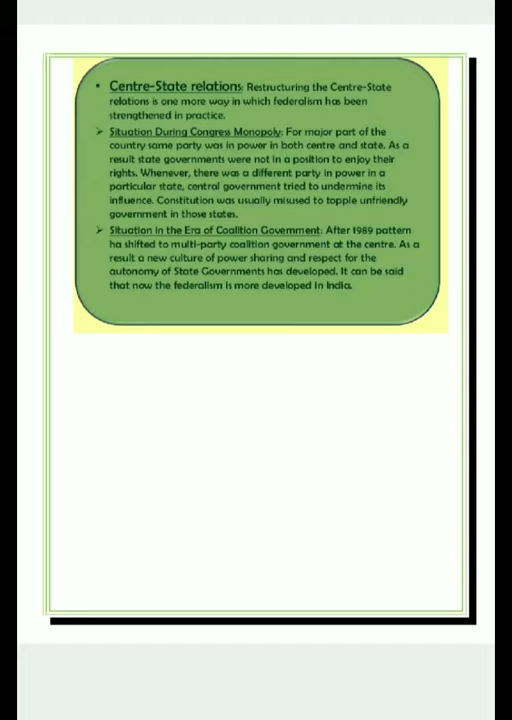 • Centre-State relations: Restructuring the Centre-State
relations is one more way in which federalism has been
strengthened in practice.
➢ Situation During Congress Monopoly: For major part of the
country same party was in power in both centre and state. As a
result state governments were not in a position to enjoy their
rights. Whenever, there was a different party in power in a
particular state, central government tried to undermine its
influence. Constitution was usually misused to topple unfriendly
government in those states.
➢ Situation in the Era of Coalition Government: After 1989 pattern
ha shifted to multi-party coalition government at the centre. As a
result a new culture of power sharing and respect for the
autonomy of State Governments has developed. It can be said
that now the federalism is more developed in India.